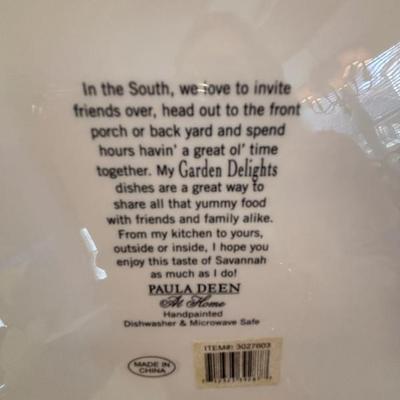 In the South, we love to invite
friends over, head out to the front
porch or back yard and spend
hours havin' a great ol' time
together. My Garden Delights
dishes are a great way to
share all that yummy food
with friends and family alike.
From my kitchen to yours,
outside or inside, I hope you
enjoy this taste of Savannah
as much as I do!
PAULA DEEN
At Home
Handpainted
Dishwasher & Microwave Safe
MADE IN
CHINA
ITEM#: 3027603